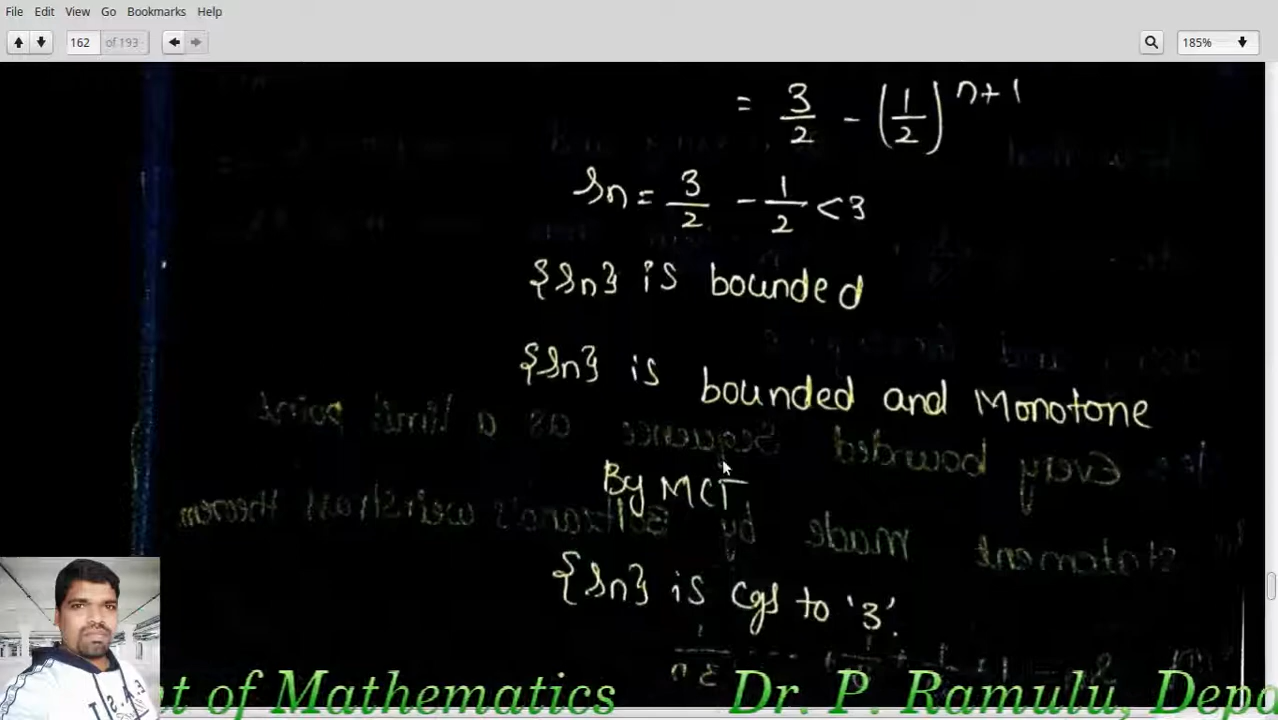 File Edit View Go Bookmarks Help
162 of 193 185%
= 3/2 - (1/2)^n+1
Sn = 3/2 - 1/2 < 3
{Sn} is bounded
{Sn} is bounded and Monotone
By MCT
{Sn} is cgs to '3'.
t of Mathematics Dr. P. Ramulu, Depa